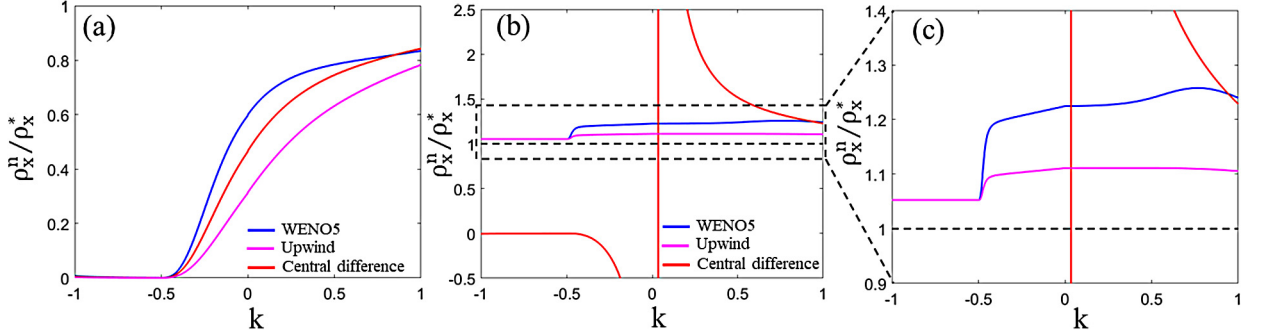 (a)
1
0.8
0.6
0.4
0.2
0
-1
-0.5
0
0.5
1
k
ρₓⁿ/ρₓ*
WENO5
Upwind
Central difference
(b)
2.5
2
1.5
1
0.5
0
-0.5
-1
-0.5
0
0.5
1
k
ρₓⁿ/ρₓ*
WENO5
Upwind
Central difference
(c)
1.4
1.3
1.2
1.1
1
0.9
-1
-0.5
0
0.5
1
k
ρₓⁿ/ρₓ*